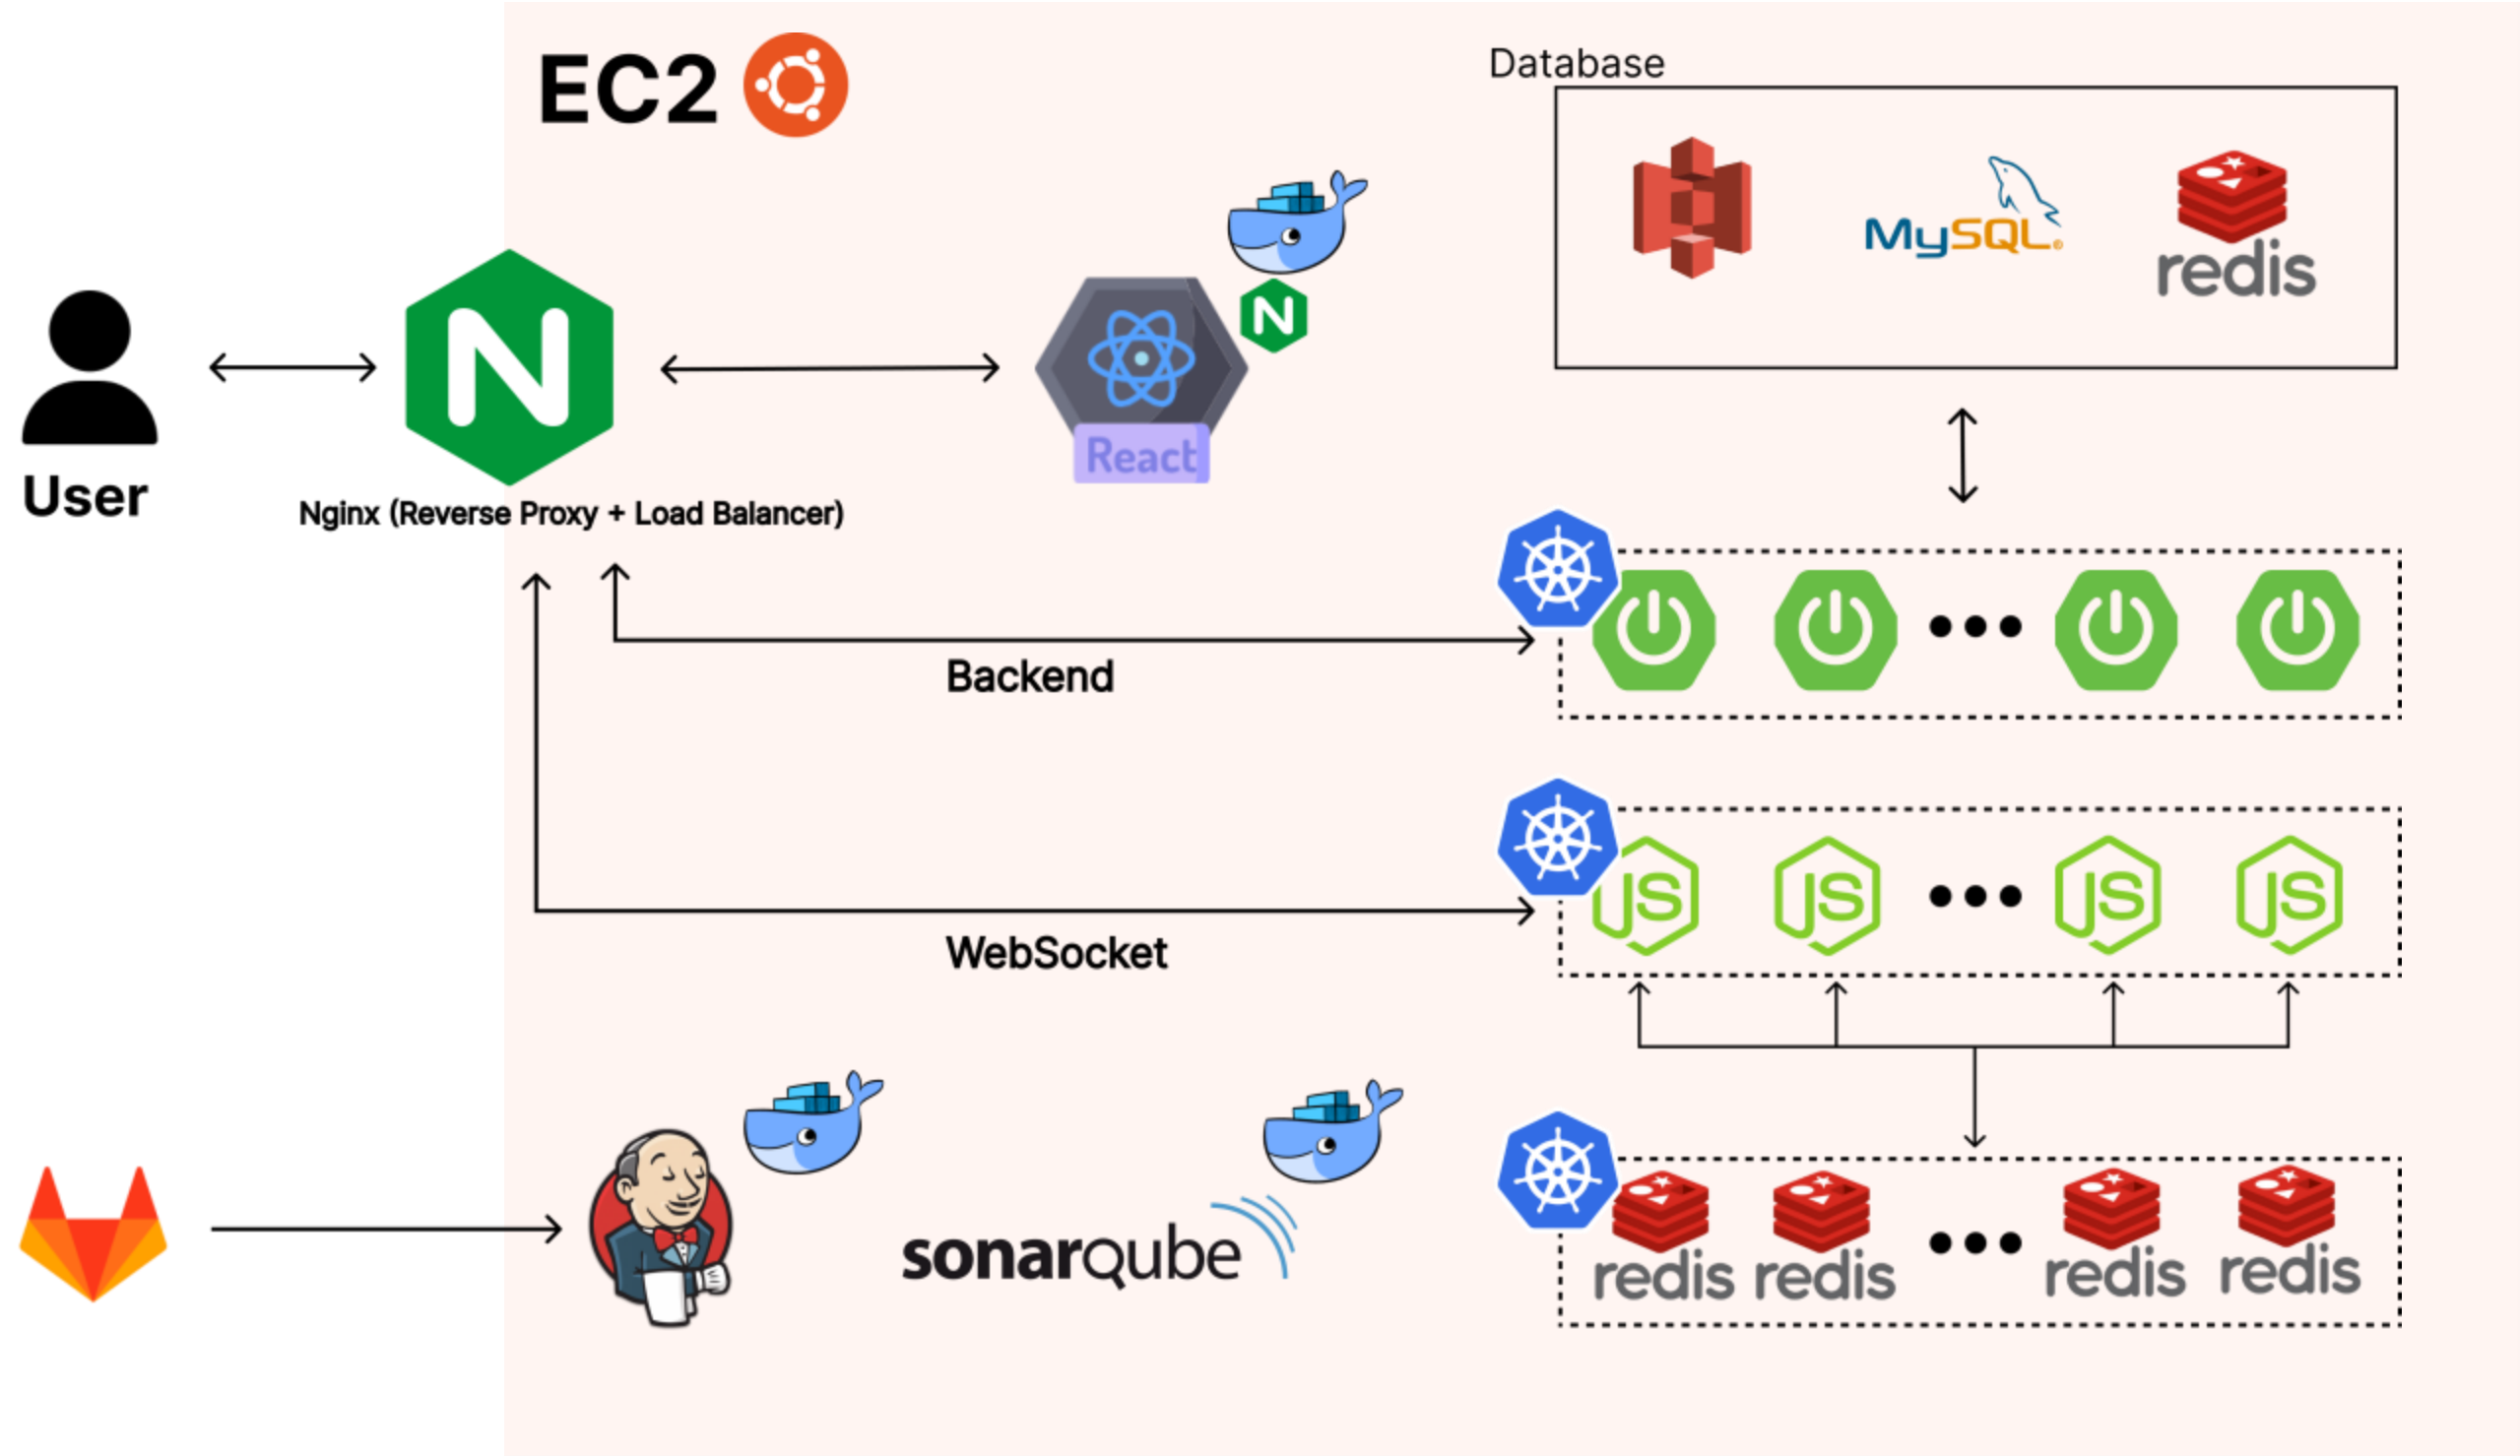 EC2
Database
MySQL
redis
User
React
Nginx (Reverse Proxy + Load Balancer)
Backend
JS
JS
JS
JS
WebSocket
sonarqube
redis
redis
redis
redis